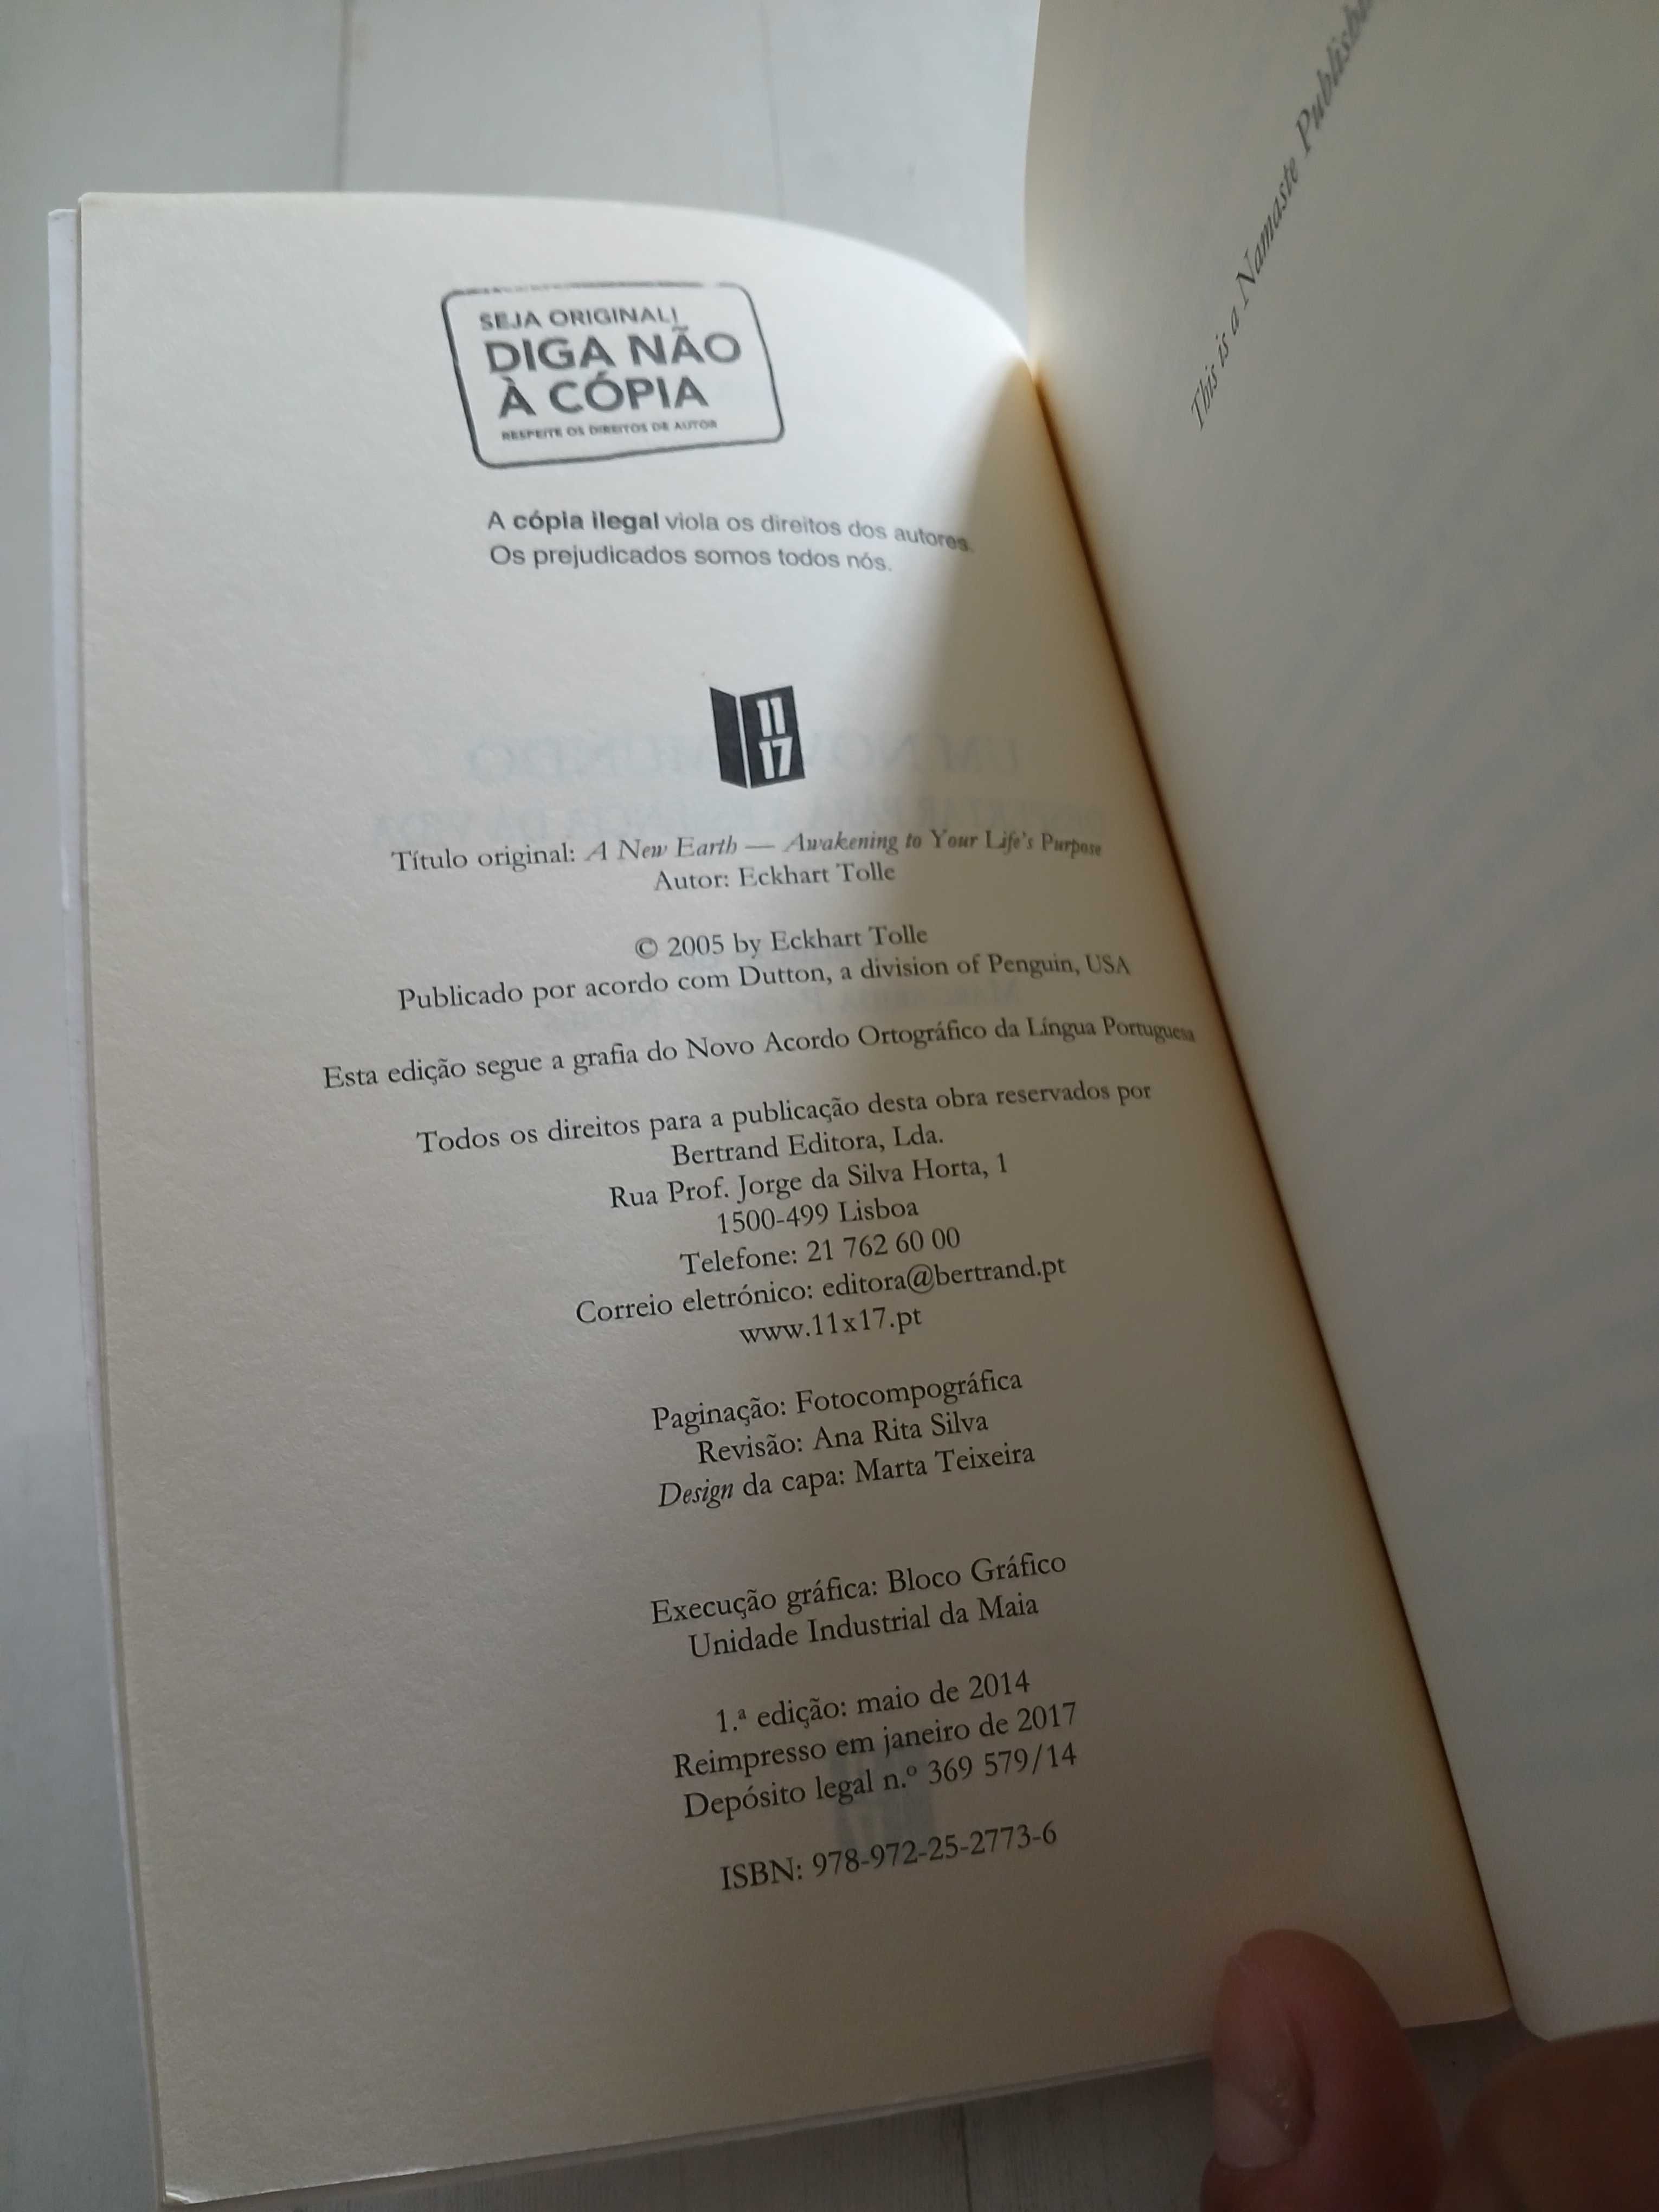 SEJA ORIGINAL!
DIGA NÃO
À CÓPIA
RESPEITE OS DIREITOS DE AUTOR
A cópia ilegal viola os direitos dos autores.
Os prejudicados somos todos nós.
11
17
Título original: A New Earth — Awakening to Your Life's Purpose
Autor: Eckhart Tolle
© 2005 by Eckhart Tolle
Publicado por acordo com Dutton, a division of Penguin, USA
Esta edição segue a grafia do Novo Acordo Ortográfico da Língua Portuguesa
Todos os direitos para a publicação desta obra reservados por
Bertrand Editora, Lda.
Rua Prof. Jorge da Silva Horta, 1
1500-499 Lisboa
Telefone: 21 762 60 00
Correio eletrónico: editora@bertrand.pt
www.11x17.pt
Paginação: Fotocompográfica
Revisão: Ana Rita Silva
Design da capa: Marta Teixeira
Execução gráfica: Bloco Gráfico
Unidade Industrial da Maia
1.ª edição: maio de 2014
Reimpresso em janeiro de 2017
Depósito legal n.º 369 579/14
ISBN: 978-972-25-2773-6
This is a Namaste